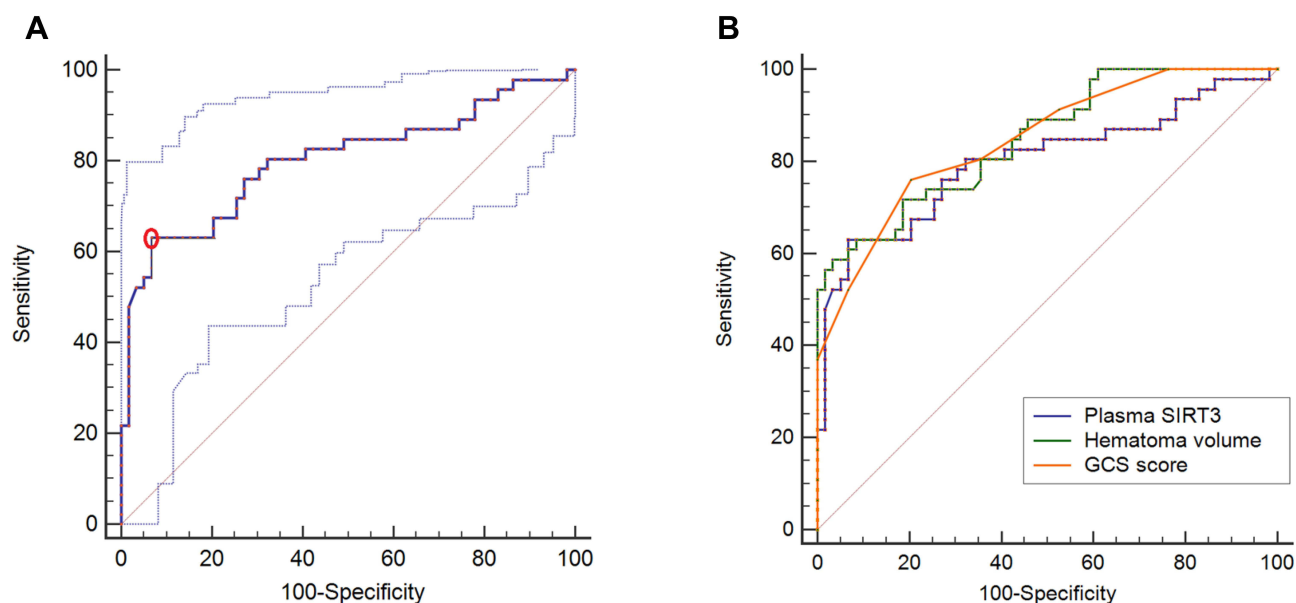 A
100
80
60
40
20
0
Sensitivity
0 20 40 60 80 100
100-Specificity
B
100
80
60
40
20
0
Sensitivity
Plasma SIRT3
Hematoma volume
GCS score
0 20 40 60 80 100
100-Specificity